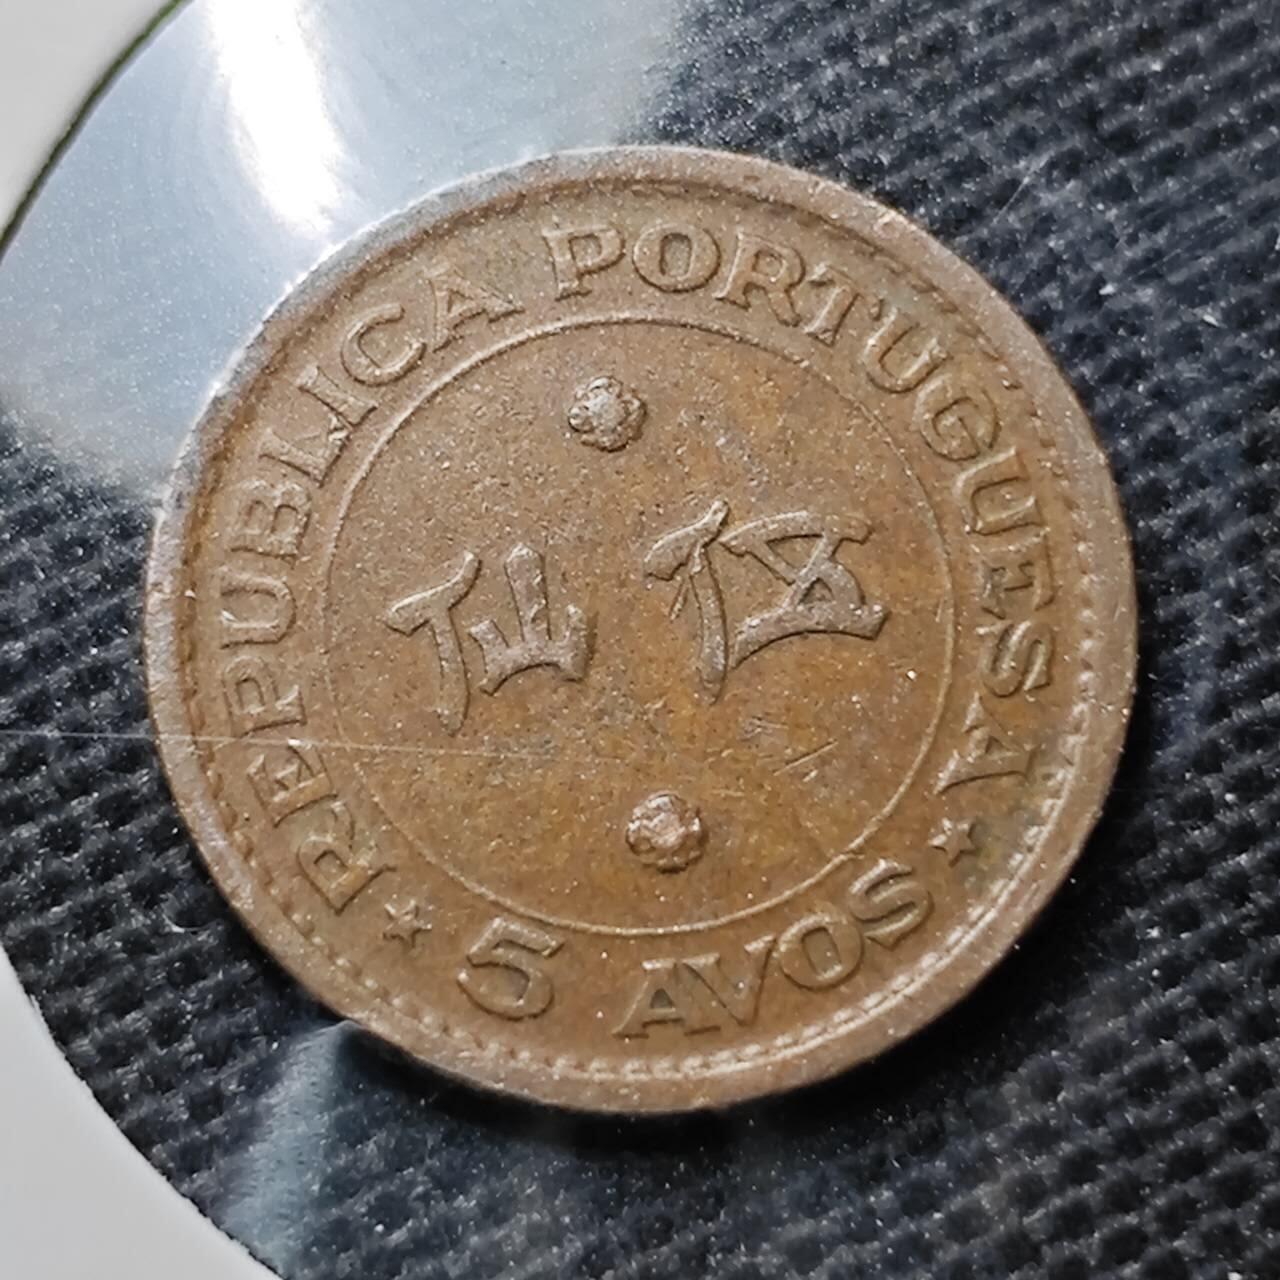 REPUBLICA PORTUGUESA
仙伍
★ 5 AVOS ★